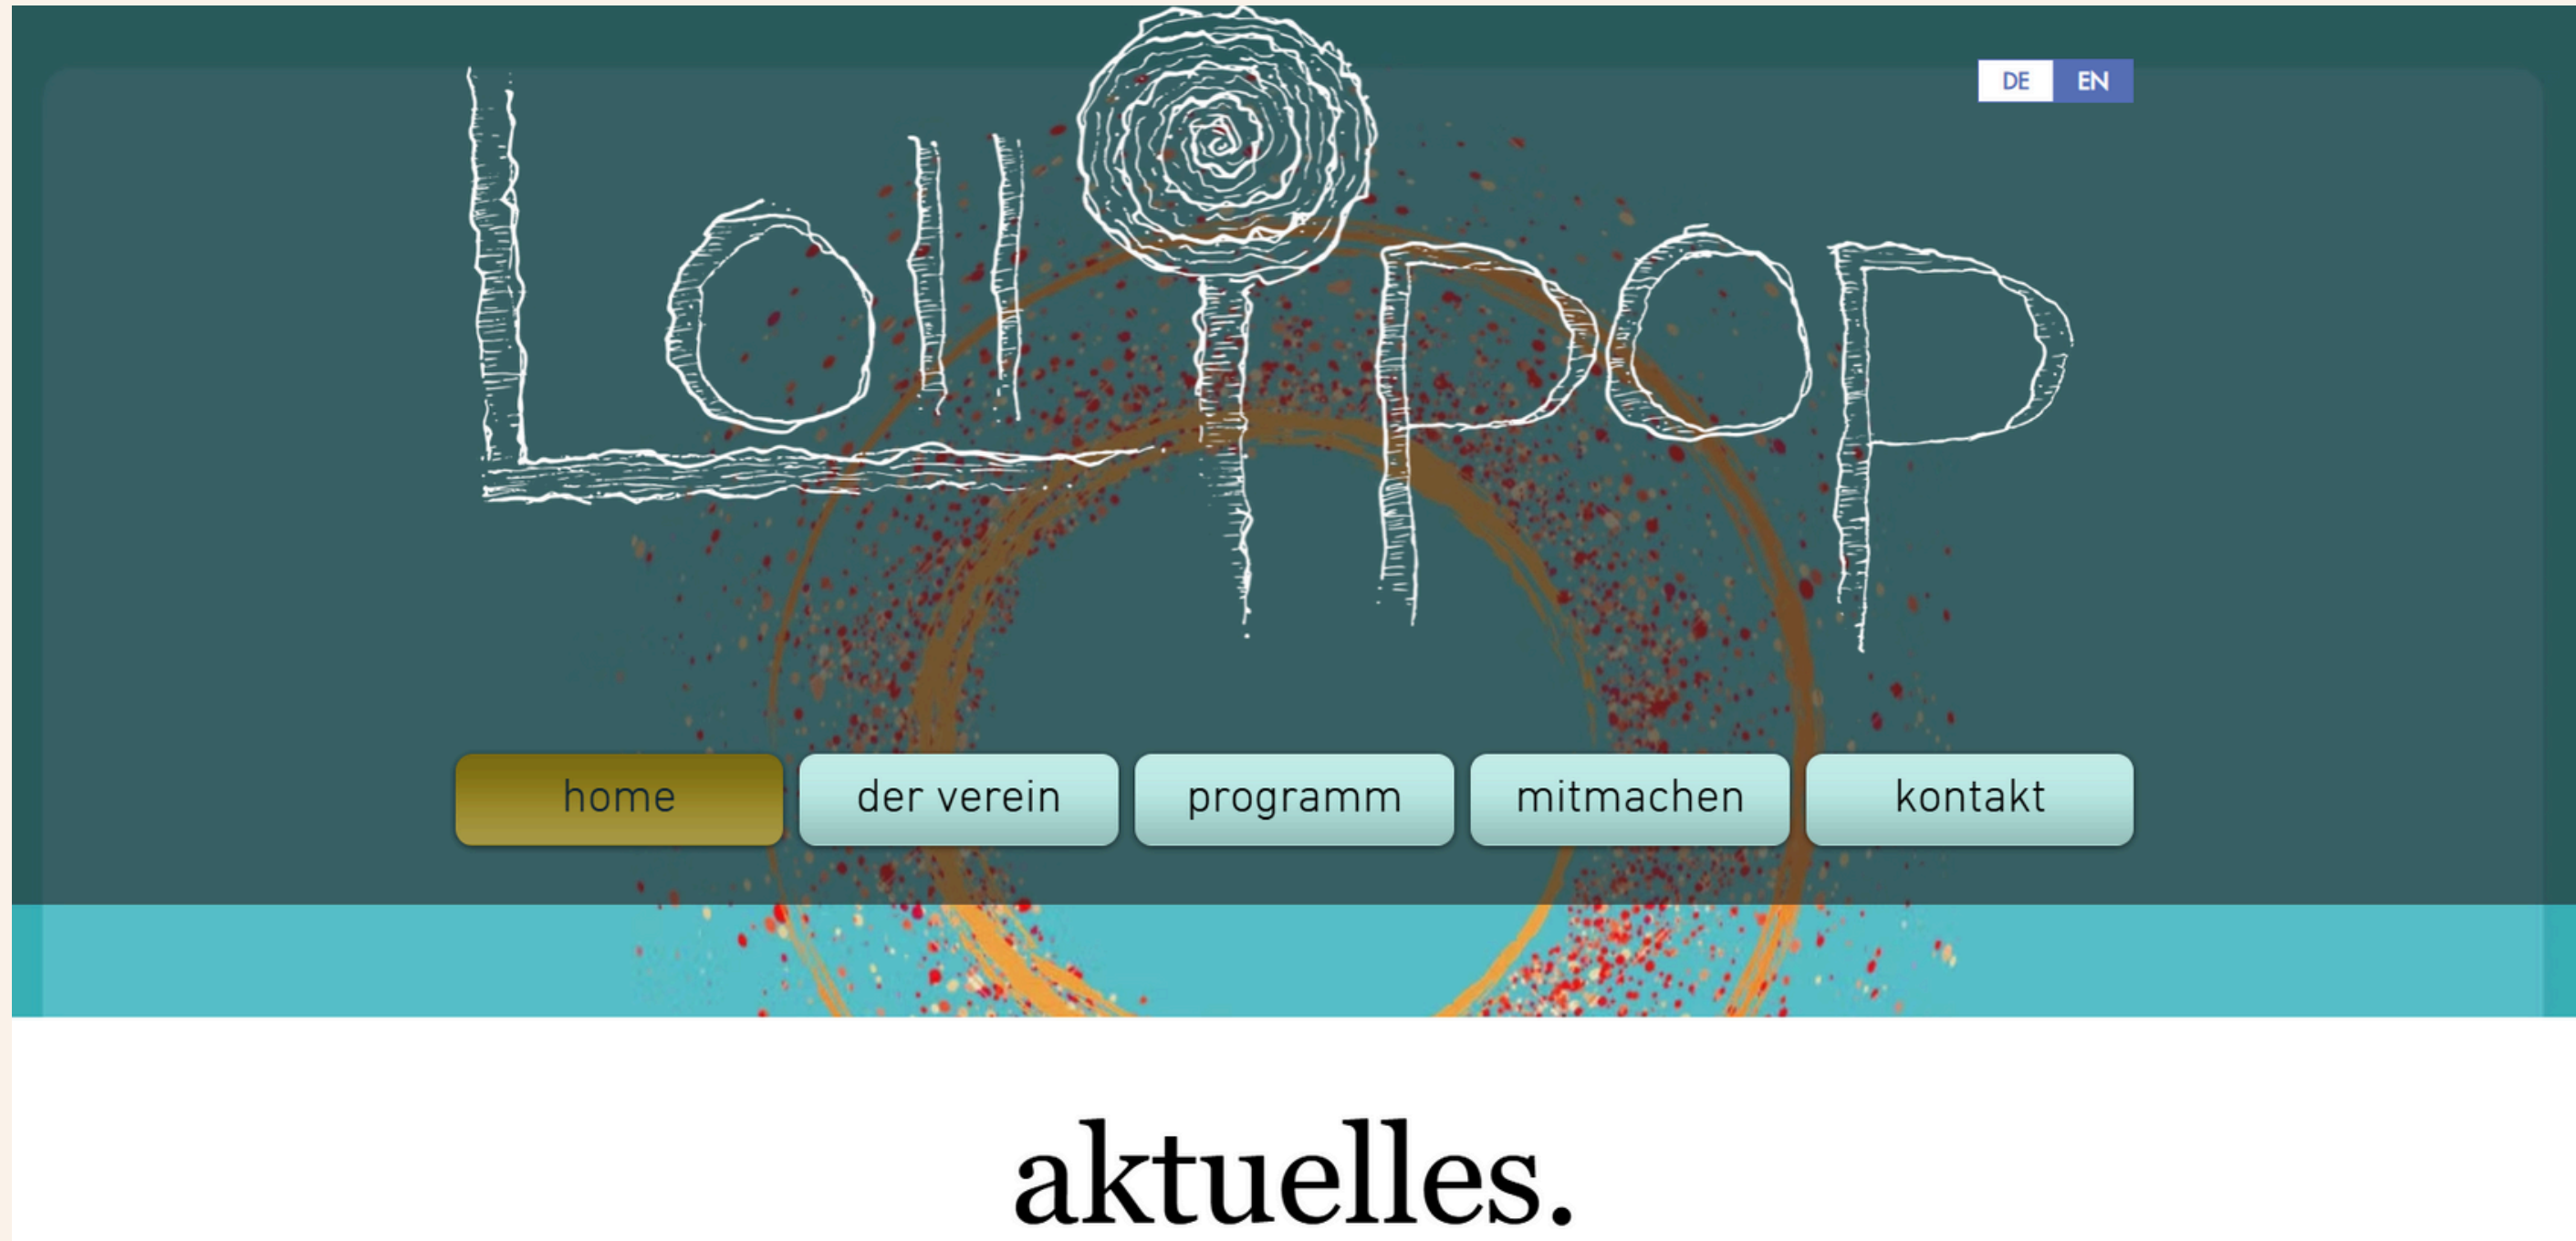 DE EN
Lollipop
home der verein programm mitmachen kontakt
aktuelles.